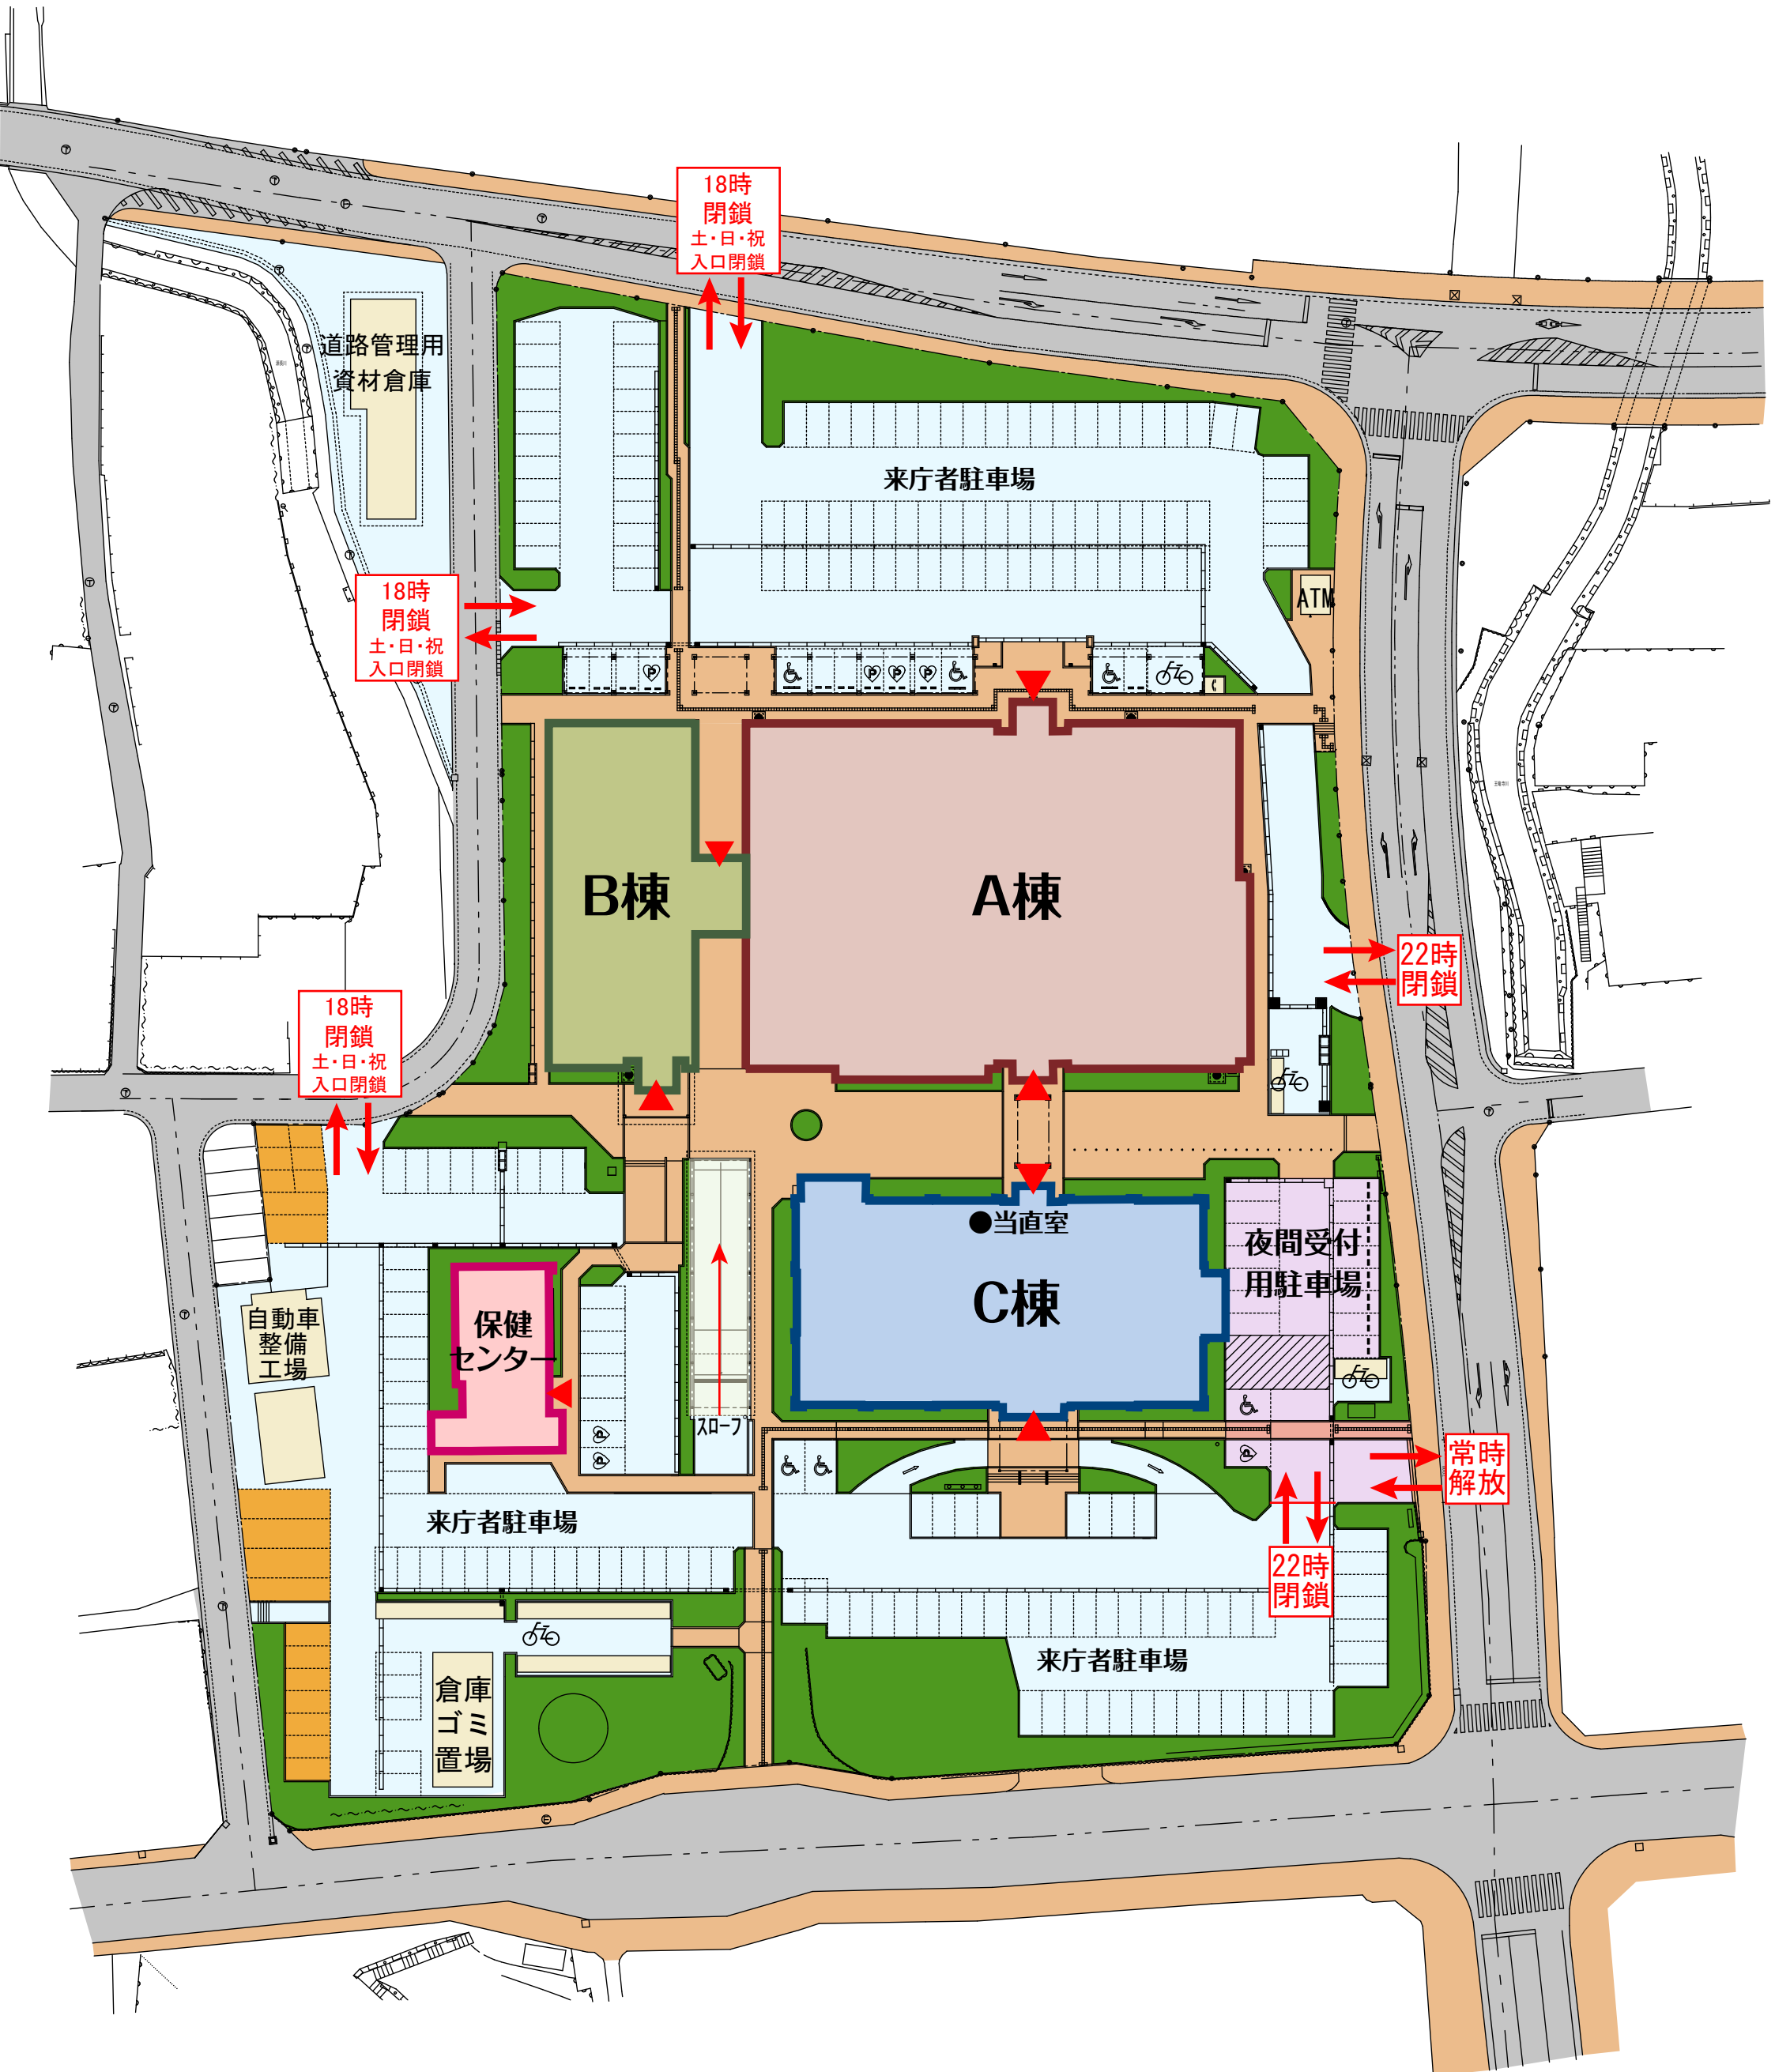 18時
閉鎖
土・日・祝
入口閉鎖
道路管理用
資材倉庫
来庁者駐車場
18時
閉鎖
土・日・祝
入口閉鎖
ATM
B棟
A棟
22時
閉鎖
18時
閉鎖
土・日・祝
入口閉鎖
●当直室
C棟
夜間受付
用駐車場
自動車
整備
工場
保健
センター
スロープ
常時
解放
来庁者駐車場
22時
閉鎖
来庁者駐車場
倉庫
ゴミ
置場